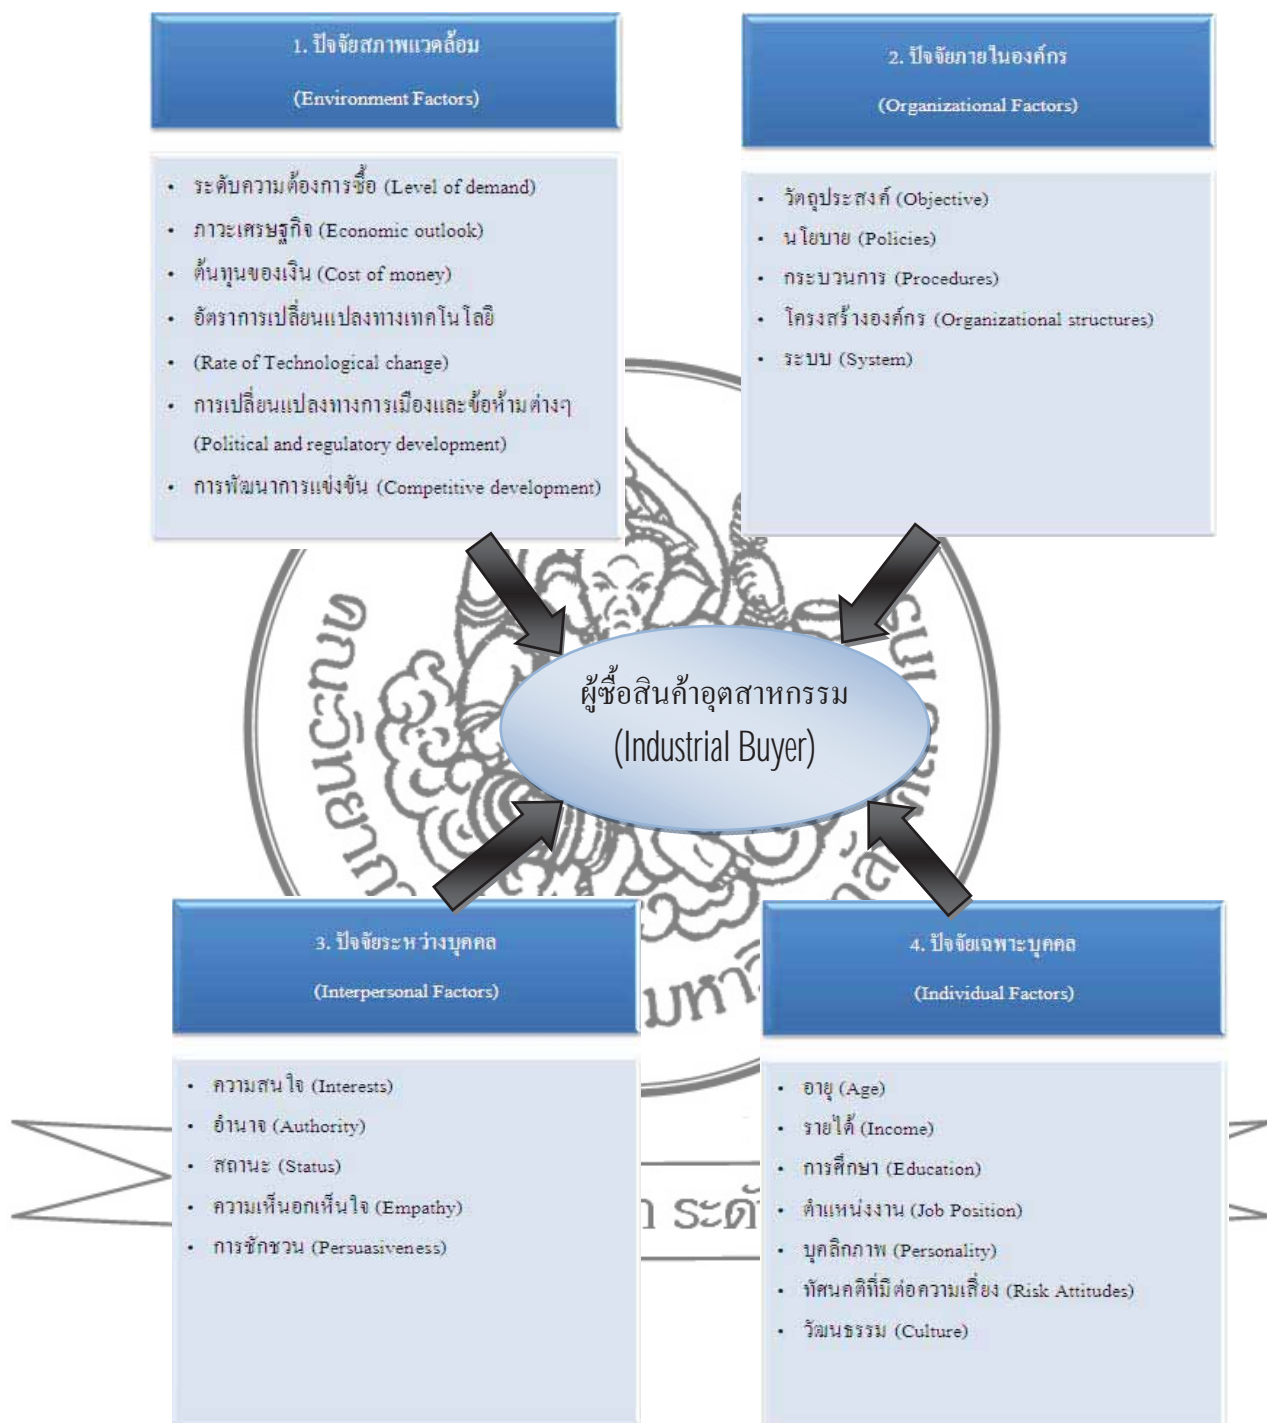 1. ปัจจัยสภาพแวดล้อม
(Environment Factors)
• ระดับความต้องการซื้อ (Level of demand)
• ภาวะเศรษฐกิจ (Economic outlook)
• ต้นทุนของเงิน (Cost of money)
• อัตราการเปลี่ยนแปลงทางเทคโนโลยี
• (Rate of Technological change)
• การเปลี่ยนแปลงทางการเมืองและข้อห้ามต่างๆ
(Political and regulatory development)
• การพัฒนาการแข่งขัน (Competitive development)
2. ปัจจัยภายในองค์กร
(Organizational Factors)
• วัตถุประสงค์ (Objective)
• นโยบาย (Policies)
• กระบวนการ (Procedures)
• โครงสร้างองค์กร (Organizational structures)
• ระบบ (System)
ผู้ซื้อสินค้าอุตสาหกรรม
(Industrial Buyer)
3. ปัจจัยระหว่างบุคคล
(Interpersonal Factors)
• ความสนใจ (Interests)
• อำนาจ (Authority)
• สถานะ (Status)
• ความเห็นอกเห็นใจ (Empathy)
• การชักชวน (Persuasiveness)
4. ปัจจัยเฉพาะบุคคล
(Individual Factors)
• อายุ (Age)
• รายได้ (Income)
• การศึกษา (Education)
• ตำแหน่งงาน (Job Position)
• บุคลิกภาพ (Personality)
• ทัศนคติที่มีต่อความเสี่ยง (Risk Attitudes)
• วัฒนธรรม (Culture)